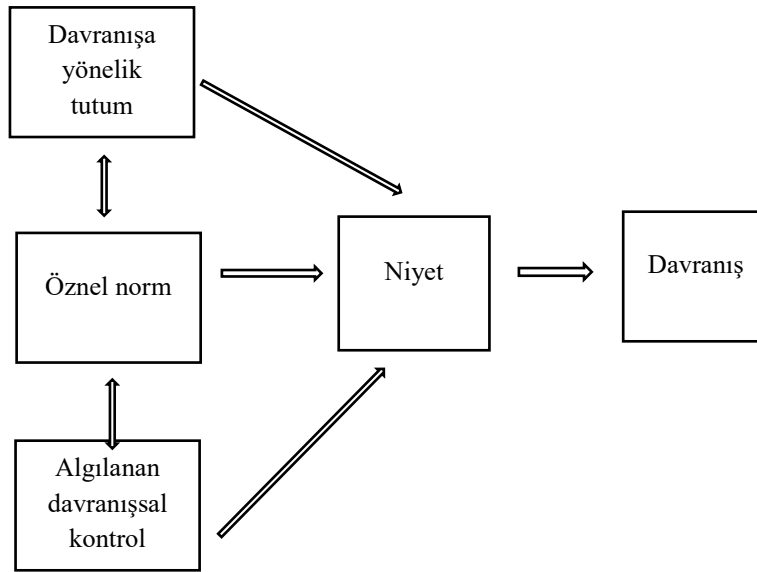 Davranışa
yönelik
tutum
Öznel norm
Niyet
Davranış
Algılanan
davranışsal
kontrol